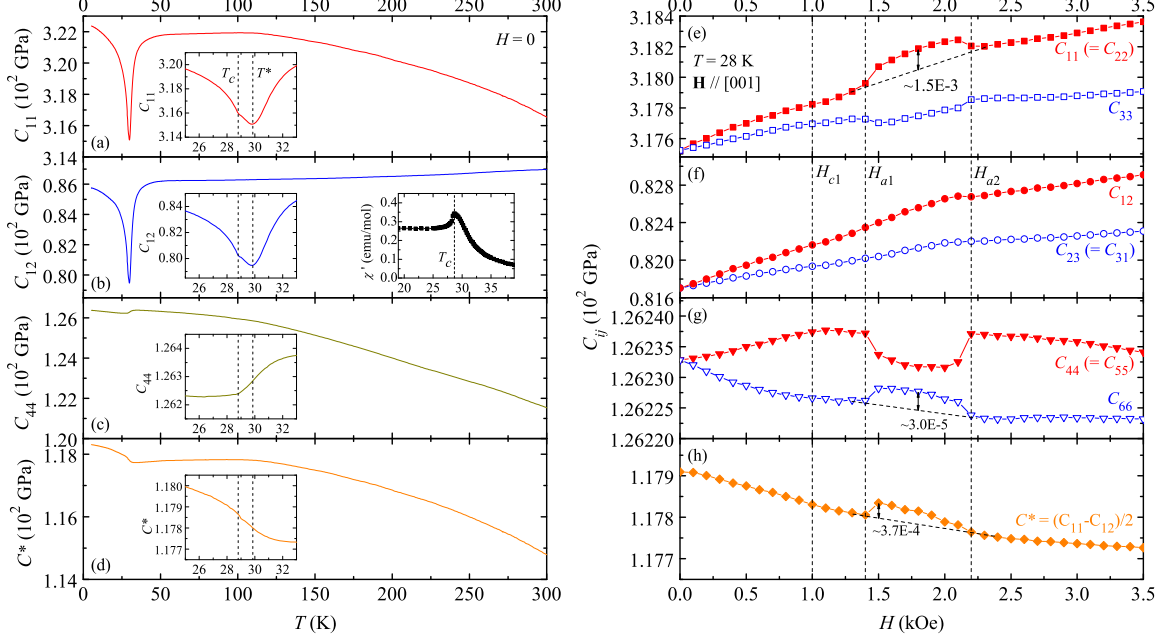 0 50 100 150 200 250 300
3.22
3.20
3.18
3.16
3.14
C11 (10² GPa)
(a)
H = 0
3.20
3.18
3.16
3.14
C11
Tc
T*
26 28 30 32
0.86
0.84
0.82
0.80
C12 (10² GPa)
(b)
0.84
0.82
0.80
C12
26 28 30 32
0.4
0.3
0.2
0.1
0.0
χ' (emu/mol)
Tc
20 25 30 35
1.26
1.24
1.22
1.20
C44 (10² GPa)
(c)
1.264
1.263
1.262
C44
26 28 30 32
1.18
1.16
1.14
C* (10² GPa)
(d)
1.180
1.179
1.178
1.177
C*
26 28 30 32
0 50 100 150 200 250 300
T (K)
0.0 0.5 1.0 1.5 2.0 2.5 3.0 3.5
3.184
3.182
3.180
3.178
3.176
(e)
T = 28 K
H // [001]
C11 (= C22)
~1.5E-3
C33
Hc1
Ha1
Ha2
0.828
0.824
0.820
0.816
(f)
C12
C23 (= C31)
Cij (10² GPa)
1.26240
1.26235
1.26230
1.26225
1.26220
(g)
C44 (= C55)
C66
~3.0E-5
1.179
1.178
1.177
(h)
C* = (C11-C12)/2
~3.7E-4
0.0 0.5 1.0 1.5 2.0 2.5 3.0 3.5
H (kOe)